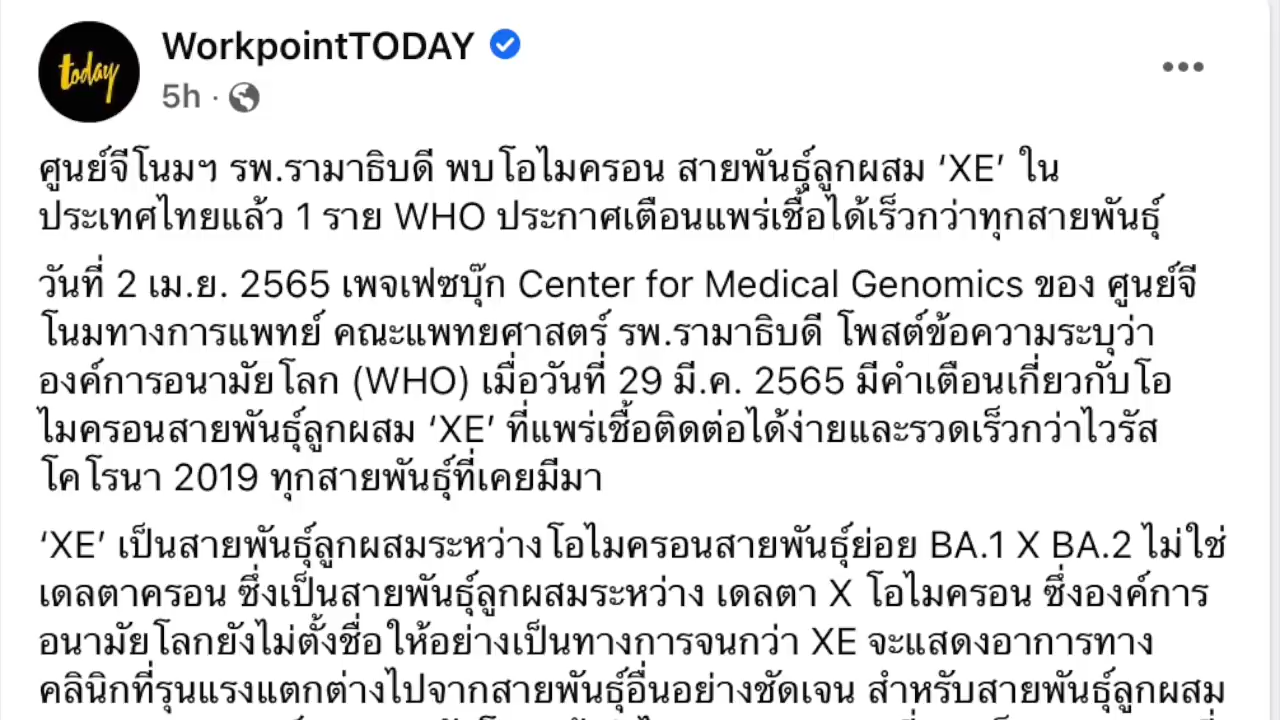 today
WorkpointTODAY
5h ·
ศูนย์จีโนมฯ รพ.รามาธิบดี พบโอไมครอน สายพันธุ์ลูกผสม ‘XE’ ใน
ประเทศไทยแล้ว 1 ราย WHO ประกาศเตือนแพร่เชื้อได้เร็วกว่าทุกสายพันธุ์
วันที่ 2 เม.ย. 2565 เพจเฟซบุ๊ก Center for Medical Genomics ของ ศูนย์จี
โนมทางการแพทย์ คณะแพทยศาสตร์ รพ.รามาธิบดี โพสต์ข้อความระบุว่า
องค์การอนามัยโลก (WHO) เมื่อวันที่ 29 มี.ค. 2565 มีคำเตือนเกี่ยวกับโอ
ไมครอนสายพันธุ์ลูกผสม ‘XE’ ที่แพร่เชื้อติดต่อได้ง่ายและรวดเร็วกว่าไวรัส
โคโรนา 2019 ทุกสายพันธุ์ที่เคยมีมา
‘XE’ เป็นสายพันธุ์ลูกผสมระหว่างโอไมครอนสายพันธุ์ย่อย BA.1 X BA.2 ไม่ใช่
เดลตาครอน ซึ่งเป็นสายพันธุ์ลูกผสมระหว่าง เดลตา X โอไมครอน ซึ่งองค์การ
อนามัยโลกยังไม่ตั้งชื่อให้อย่างเป็นทางการจนกว่า XE จะแสดงอาการทาง
คลินิกที่รุนแรงแตกต่างไปจากสายพันธุ์อื่นอย่างชัดเจน สำหรับสายพันธุ์ลูกผสม